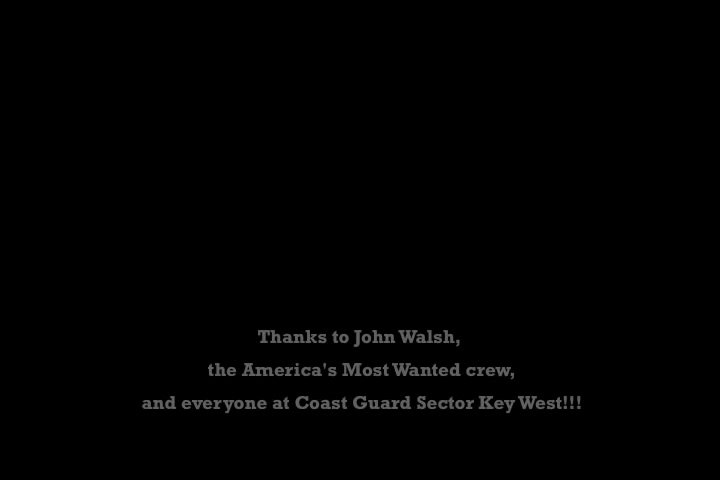 Thanks to John Walsh,
the America's Most Wanted crew,
and everyone at Coast Guard Sector Key West!!!